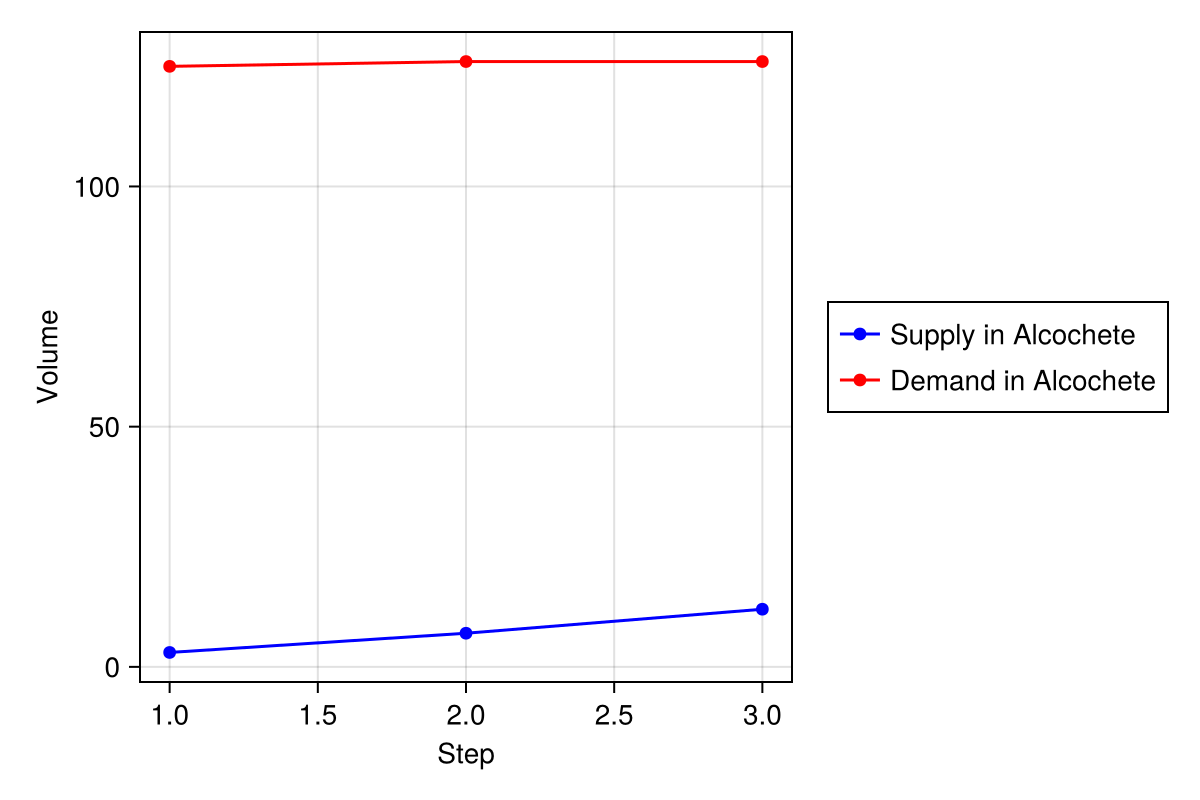 100
50
0
Volume
1.0 1.5 2.0 2.5 3.0
Step
Supply in Alcochete
Demand in Alcochete